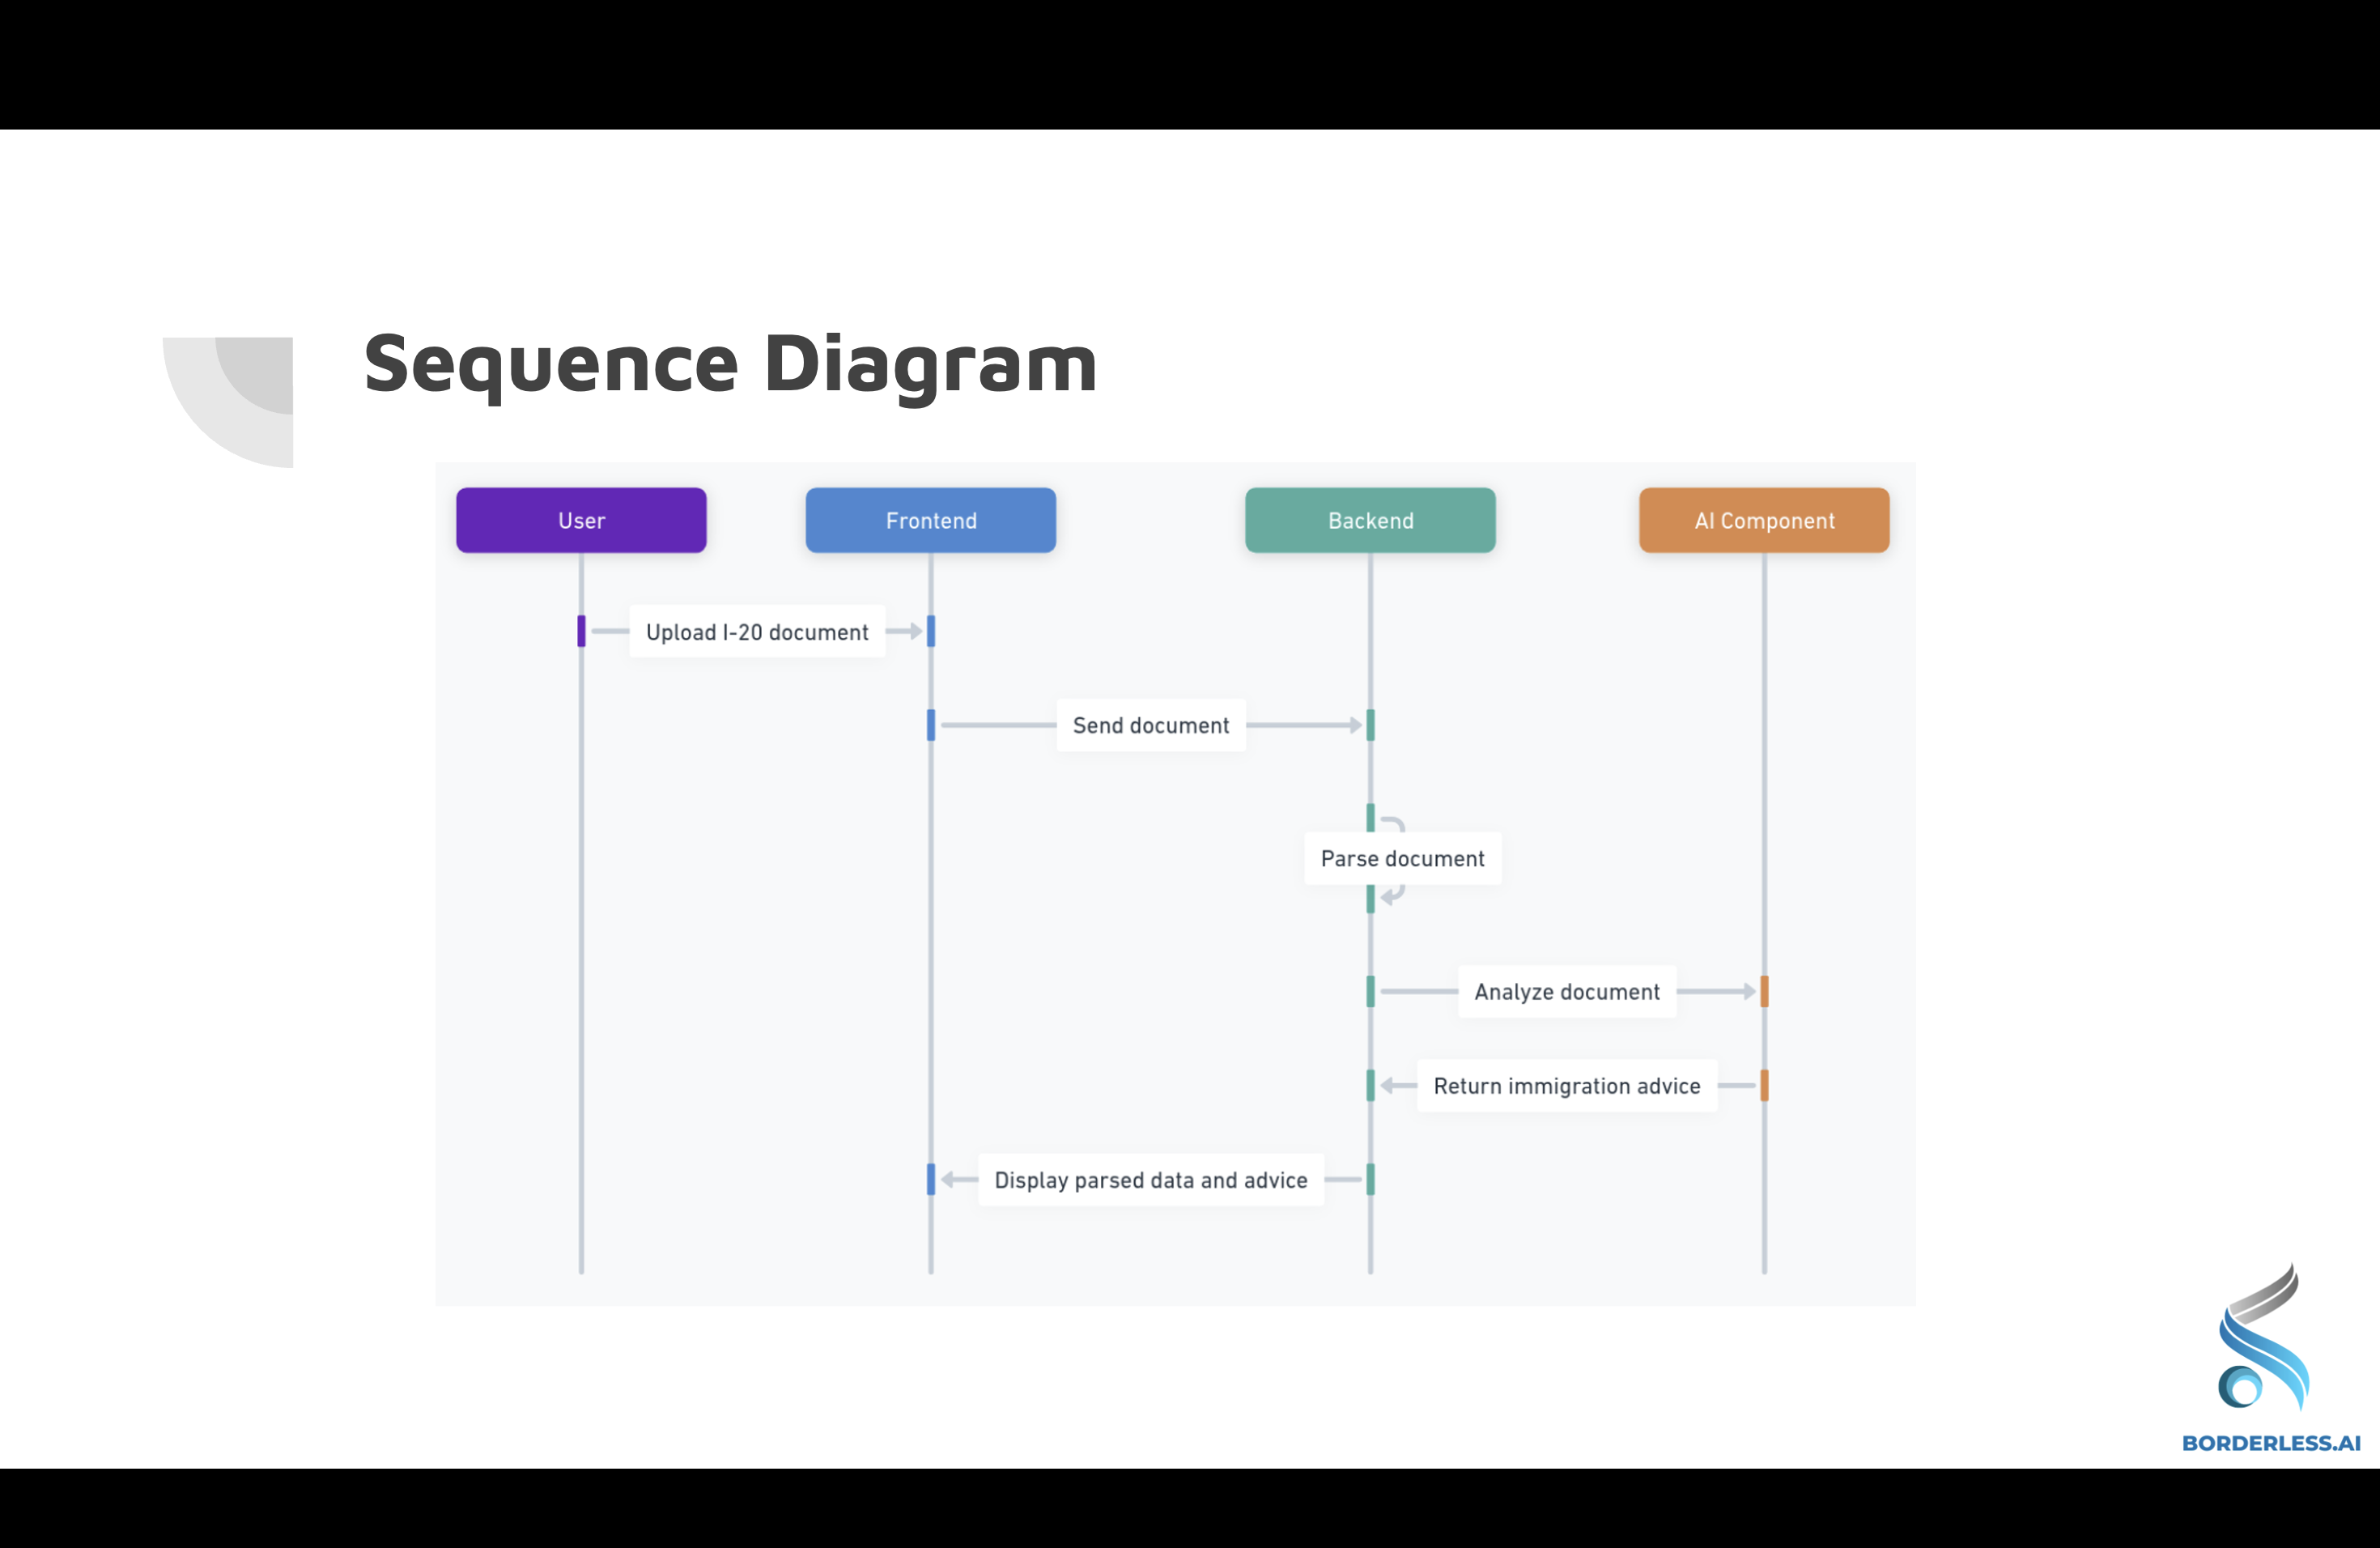 Sequence Diagram
User
Frontend
Backend
AI Component
Upload I-20 document
Send document
Parse document
Analyze document
Return immigration advice
Display parsed data and advice
BORDERLESS.AI